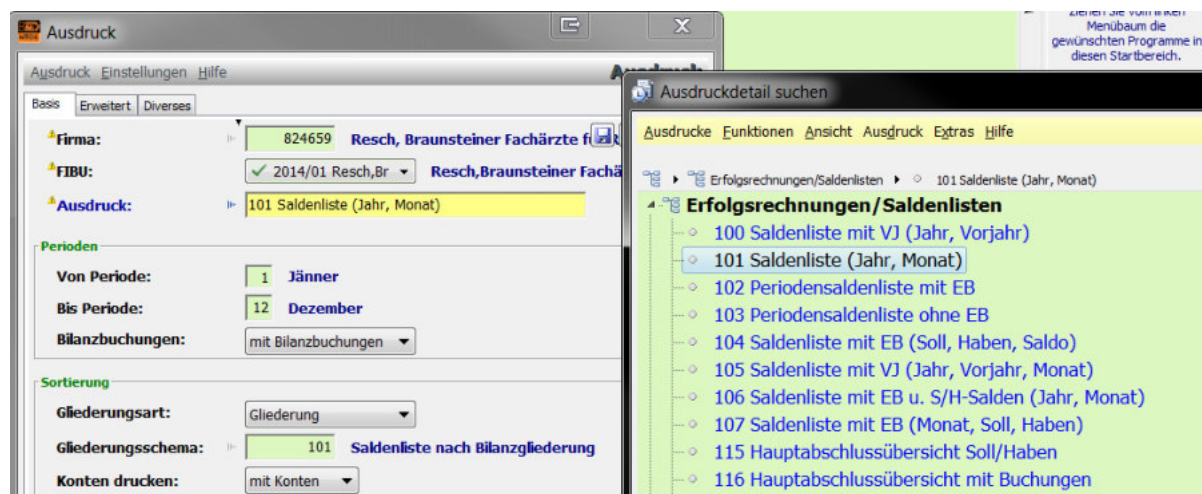 Ausdruck
Ausdruck Einstellungen Hilfe
Basis Erweitert Diverses
Firma: 824659 Resch, Braunsteiner Fachärzte
FIBU: 2014/01 Resch,Br Resch,Braunsteiner
Ausdruck: 101 Saldenliste (Jahr, Monat)
Perioden
Von Periode: 1 Jänner
Bis Periode: 12 Dezember
Bilanzbuchungen: mit Bilanzbuchungen
Sortierung
Gliederungsart: Gliederung
Gliederungsschema: 101 Saldenliste nach Bilanzgliederung
Konten drucken: mit Konten
ziehen Sie vom linken
Menübaum die
gewünschten Programme in
diesen Startbereich.
Ausdruckdetail suchen
Ausdrucke Funktionen Ansicht Ausdruck Extras Hilfe
Erfolgsrechnungen/Saldenlisten 101 Saldenliste (Jahr, Monat)
Erfolgsrechnungen/Saldenlisten
100 Saldenliste mit VJ (Jahr, Vorjahr)
101 Saldenliste (Jahr, Monat)
102 Periodensaldenliste mit EB
103 Periodensaldenliste ohne EB
104 Saldenliste mit EB (Soll, Haben, Saldo)
105 Saldenliste mit VJ (Jahr, Vorjahr, Monat)
106 Saldenliste mit EB u. S/H-Salden (Jahr, Monat)
107 Saldenliste mit EB (Monat, Soll, Haben)
115 Hauptabschlussübersicht Soll/Haben
116 Hauptabschlussübersicht mit Buchungen